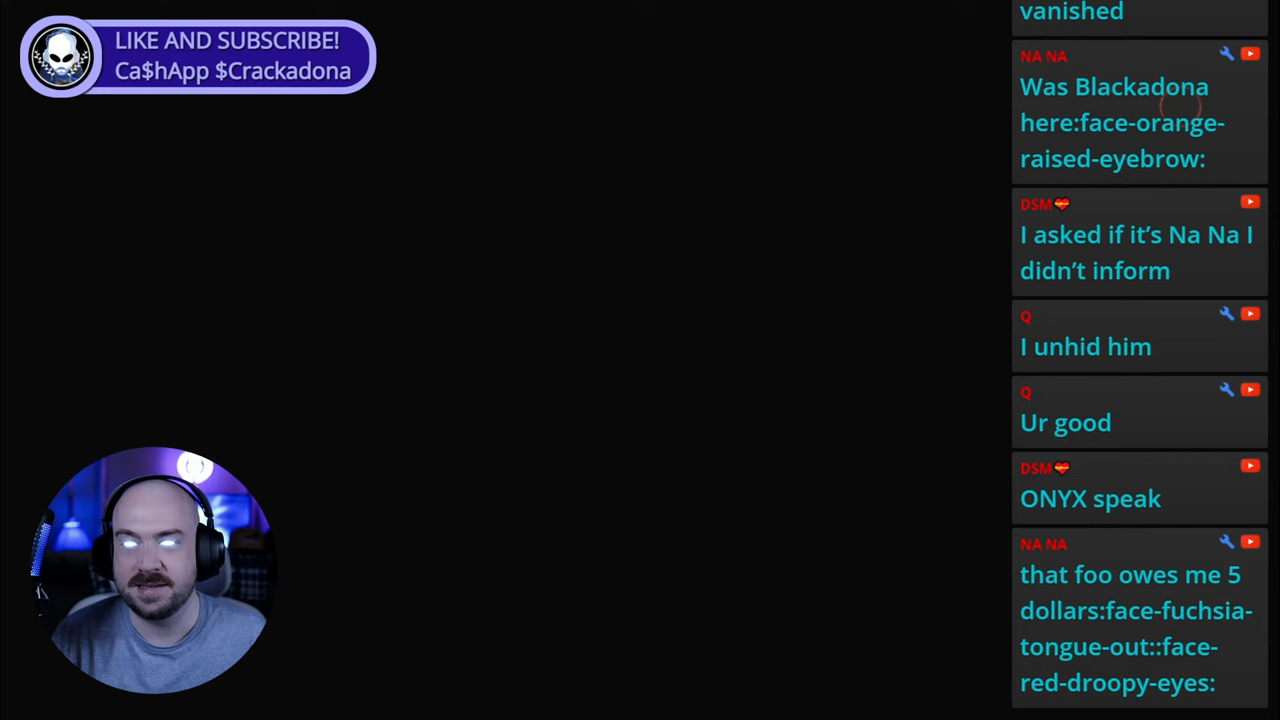 LIKE AND SUBSCRIBE!
Ca$hApp $Crackadona
vanished
NA NA
Was Blackadona
here:face-orange-
raised-eyebrow:
DSM
I asked if it’s Na Na I
didn’t inform
Q
I unhid him
Q
Ur good
DSM
ONYX speak
NA NA
that foo owes me 5
dollars:face-fuchsia-
tongue-out::face-
red-droopy-eyes: